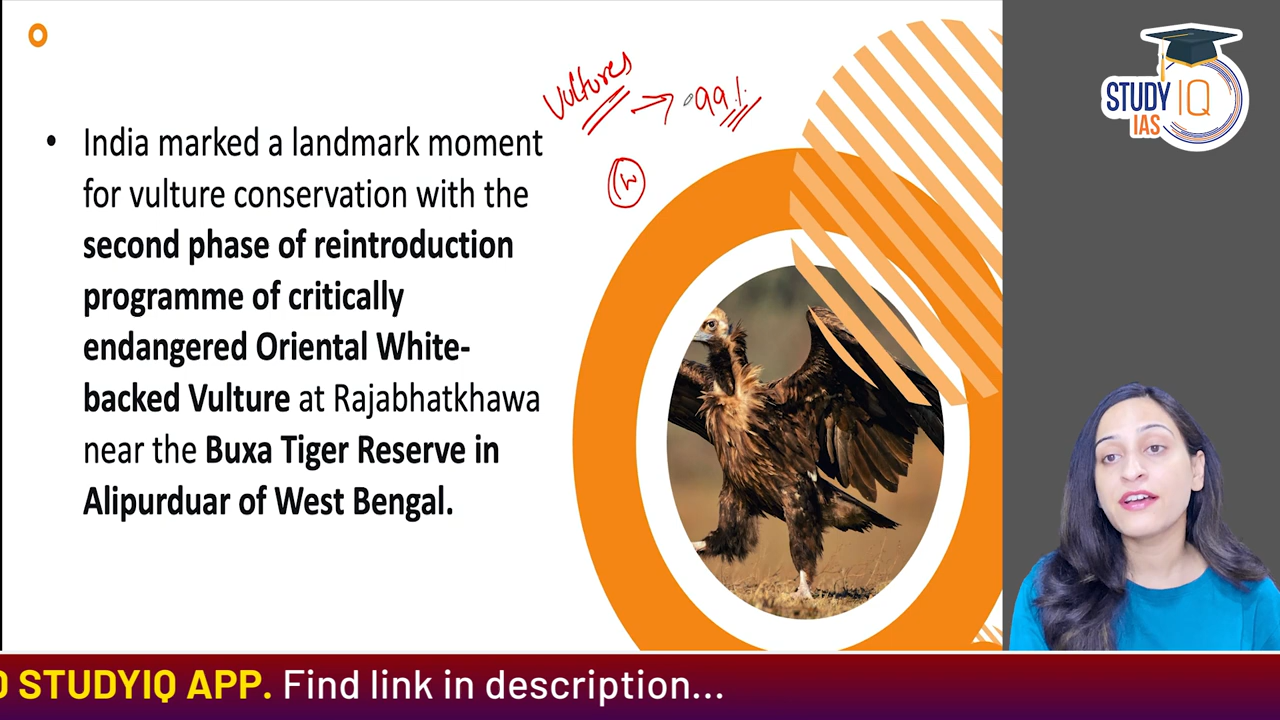 Vultures → 99%
• India marked a landmark moment
for vulture conservation with the
second phase of reintroduction
programme of critically
endangered Oriental White-
backed Vulture at Rajabhatkhawa
near the Buxa Tiger Reserve in
Alipurduar of West Bengal.
STUDY IQ
IAS
STUDYIQ APP. Find link in description...